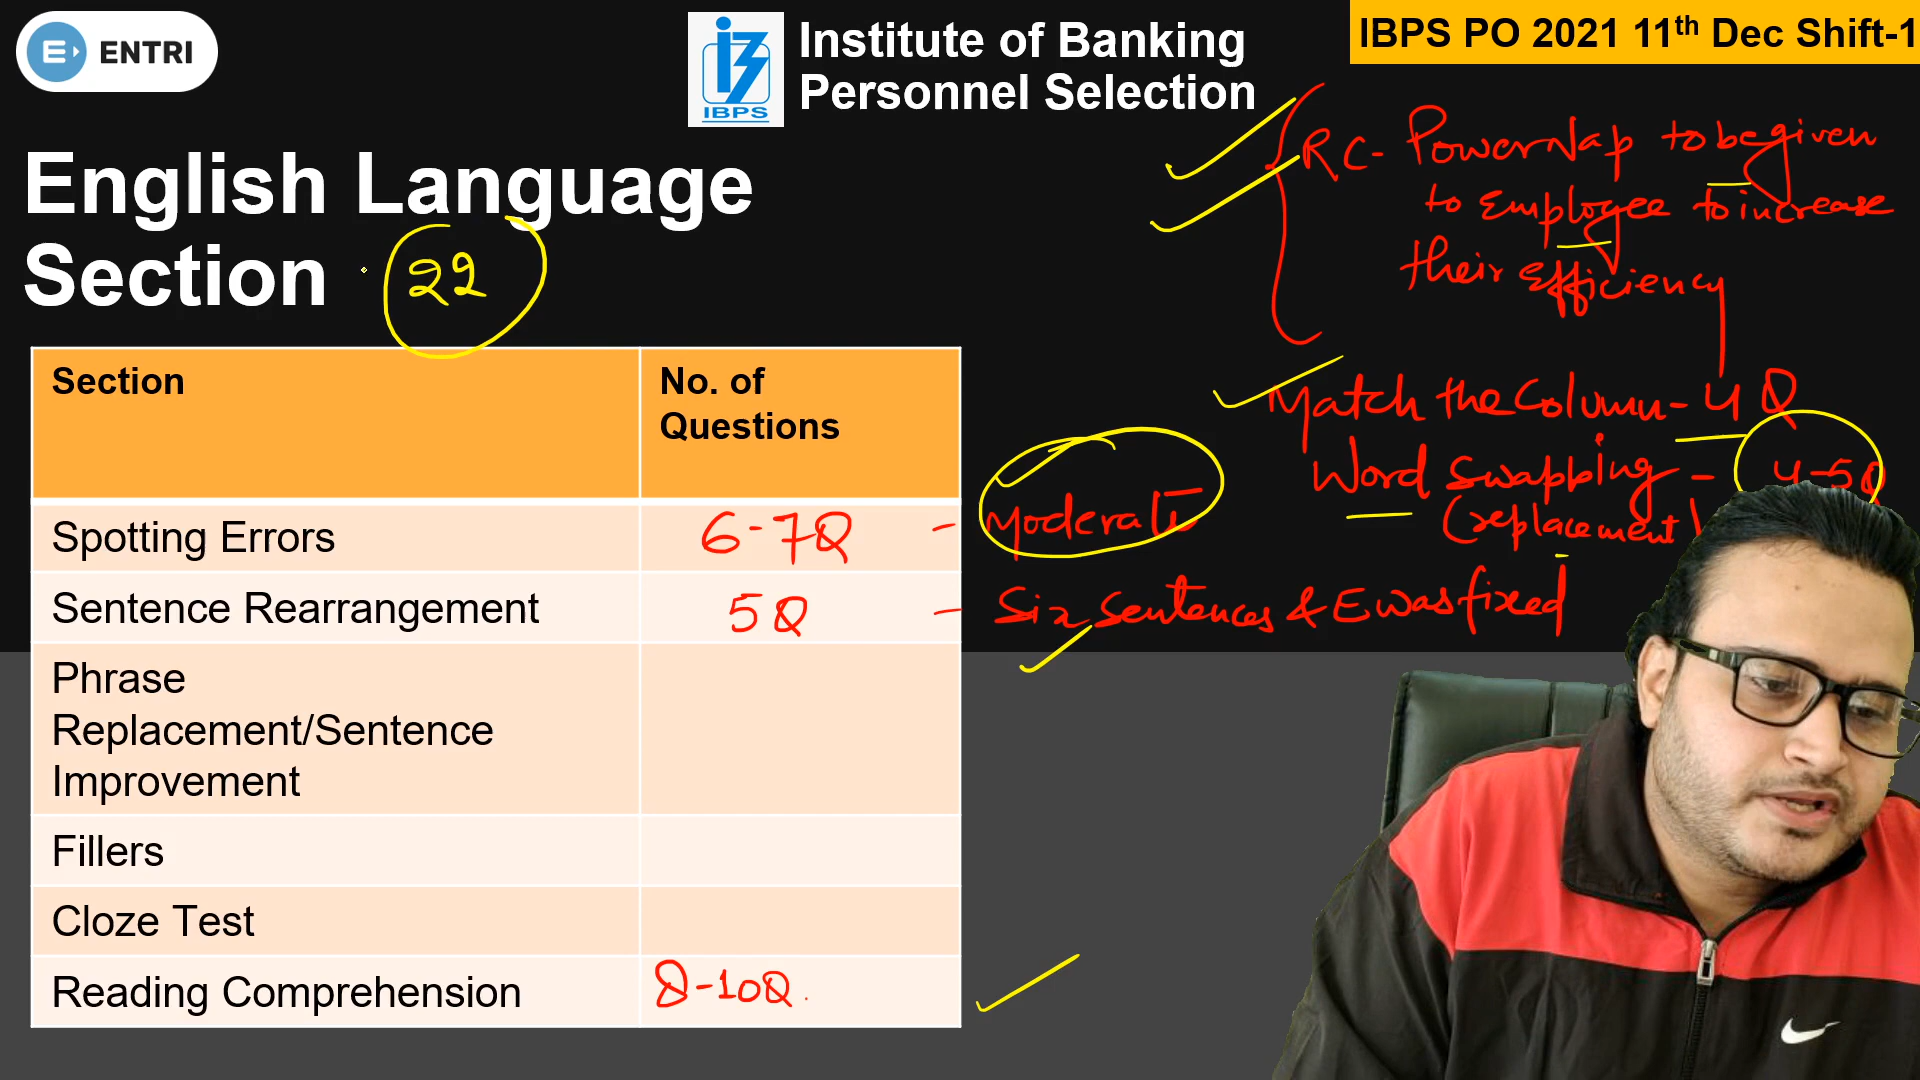 E ENTRI
IBPS
Institute of Banking
Personnel Selection
IBPS PO 2021 11th Dec Shift-1
English Language
Section
22
RC- PowerNap to be given
to Employee to increase
their Efficiency
Match the Column - 4 Q
Word Swapping - 4-5Q
(replacement)
Section
No. of
Questions
Spotting Errors
6-7Q - Moderate
Sentence Rearrangement
5Q - Six Sentences & E was fixed
Phrase
Replacement/Sentence
Improvement
Fillers
Cloze Test
Reading Comprehension
8-10Q.